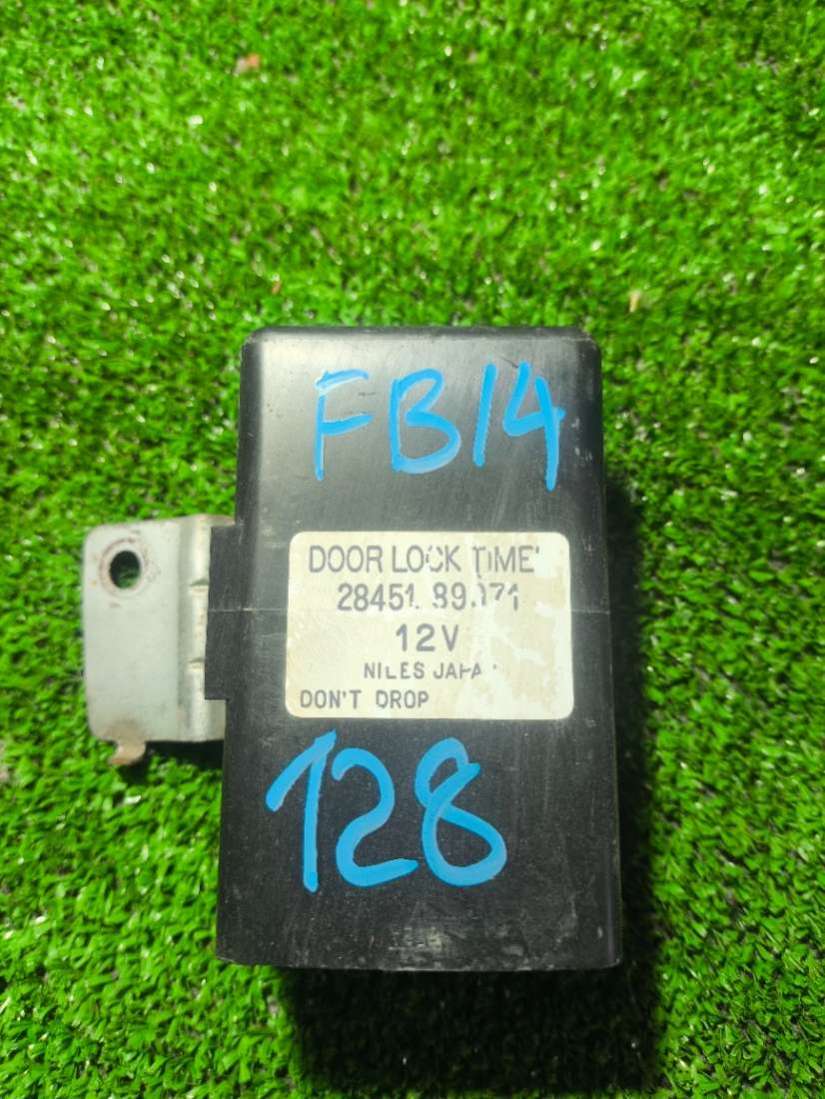 FB14
DOOR LOCK TIME
28451
12V
NILES
DON'T DROP
128